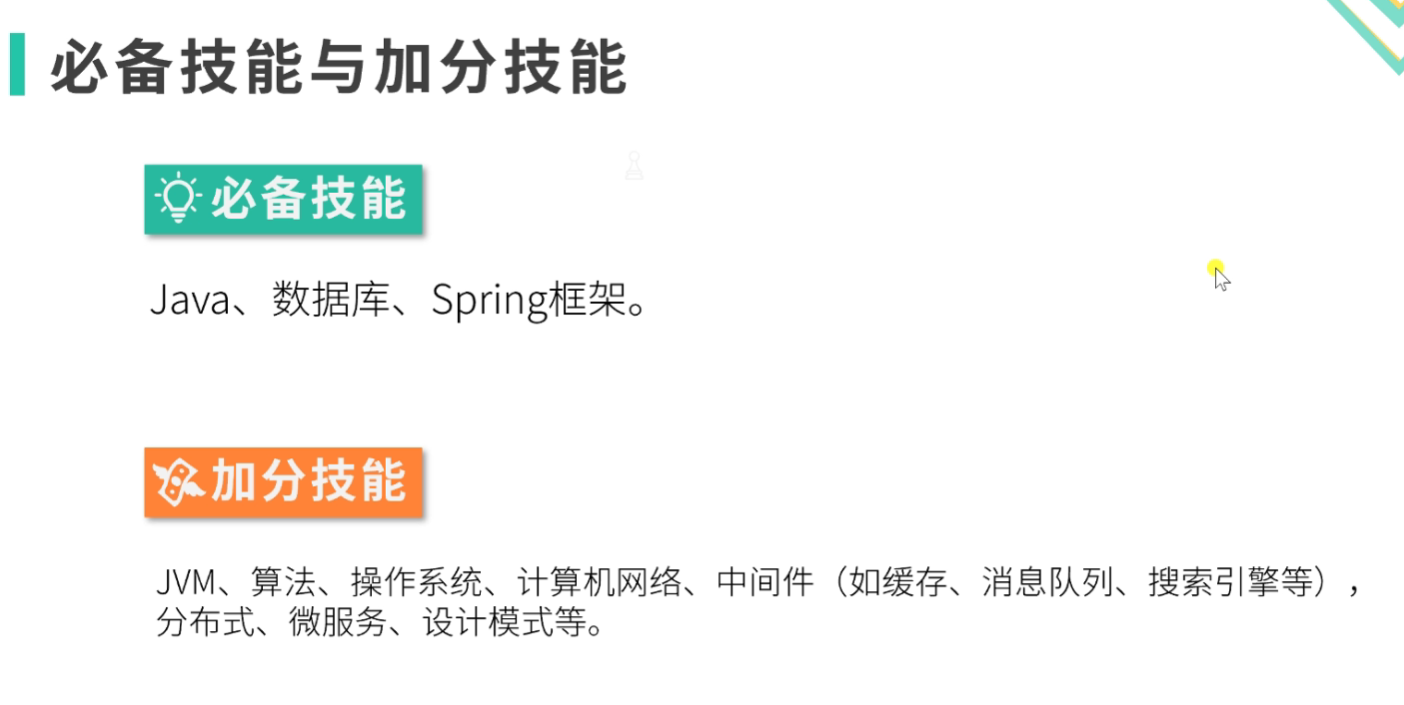 必备技能与加分技能
必备技能
Java、数据库、Spring框架。
加分技能
JVM、算法、操作系统、计算机网络、中间件（如缓存、消息队列、搜索引擎等），
分布式、微服务、设计模式等。